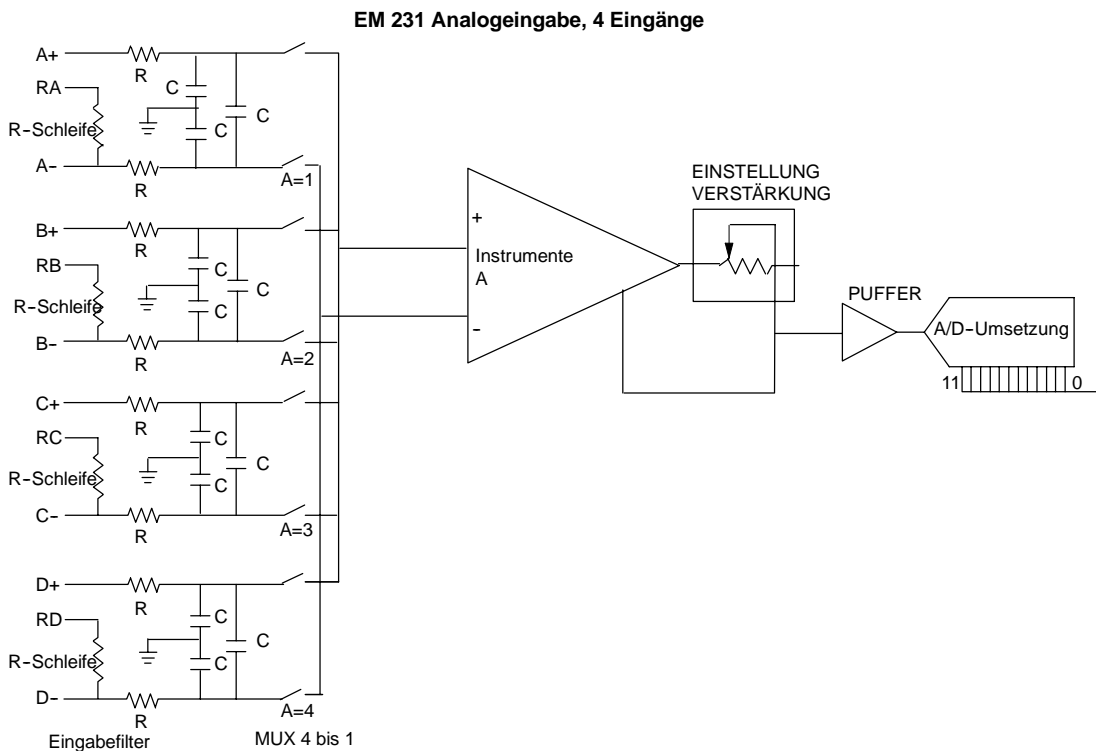 EM 231 Analogeingabe, 4 Eingänge
A+
R
RA
C
C
R-Schleife
C
A-
R
A=1
B+
R
RB
C
C
R-Schleife
C
B-
R
A=2
C+
R
RC
C
C
R-Schleife
C
C-
R
A=3
D+
R
RD
C
C
R-Schleife
C
D-
R
A=4
Eingabefilter
MUX 4 bis 1
+
Instrumente
A
-
EINSTELLUNG
VERSTÄRKUNG
PUFFER
A/D-Umsetzung
11
0